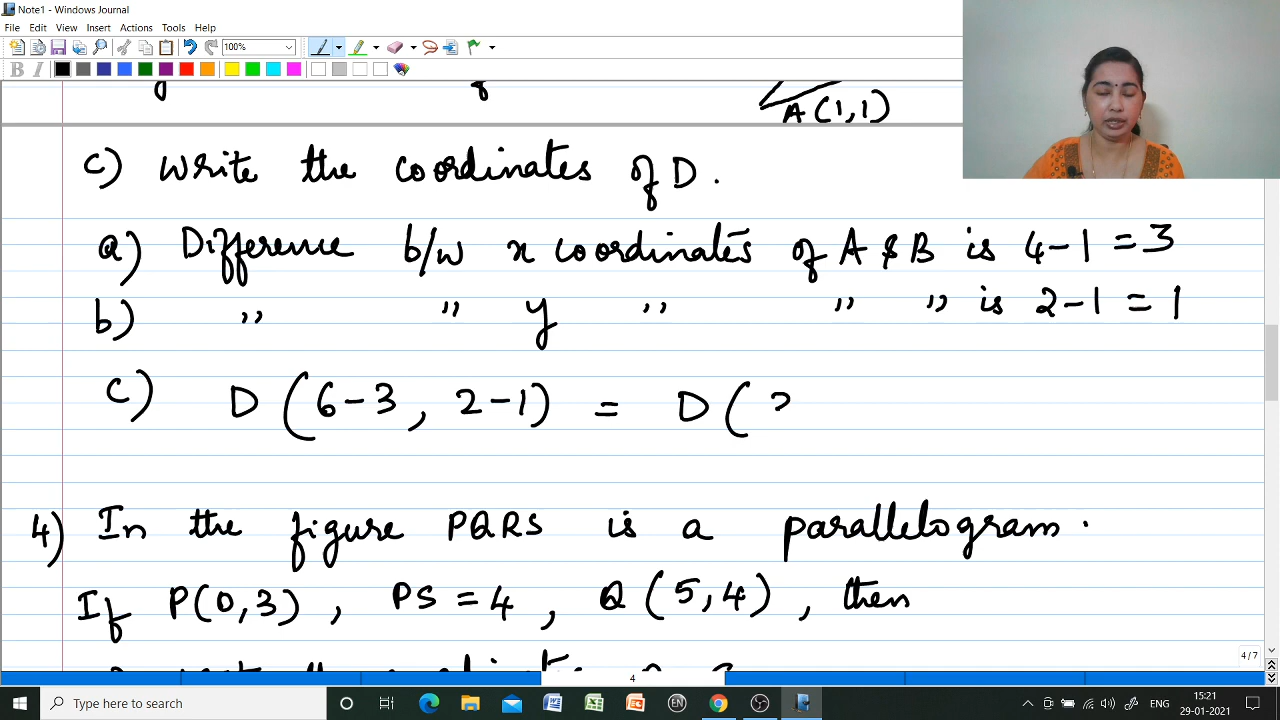 Note1 - Windows Journal
File Edit View Insert Actions Tools Help
100%
B I
A (1,1)
c) Write the coordinates of D.
a) Difference b/w x coordinates of A & B is 4-1 = 3
b) " " y " " " is 2-1 = 1
c) D (6-3, 2-1) = D (
4) In the figure PQRS is a parallelogram.
If P(0,3), PS = 4, Q (5,4), then
4/7
4
Type here to search
EN
ENG
15:21
29-01-2021